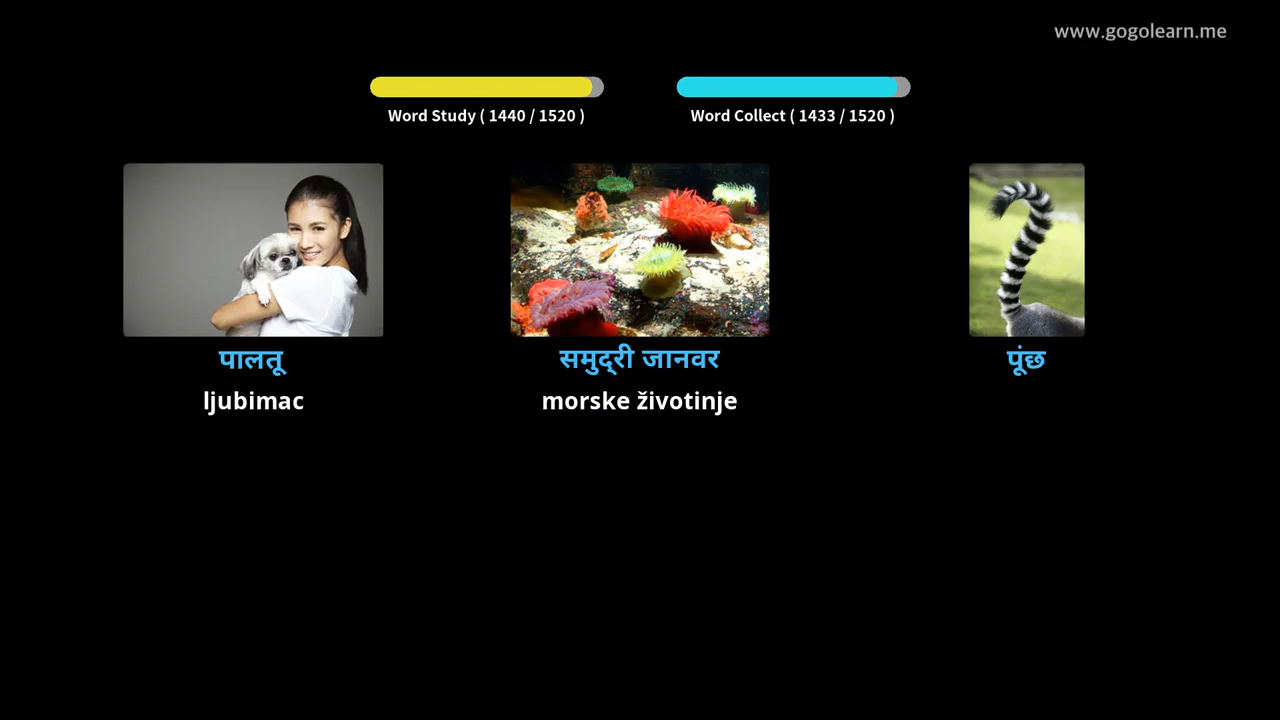 www.gogolearn.me
Word Study ( 1440 / 1520 )
Word Collect ( 1433 / 1520 )
पालतू
समुद्री जानवर
पूंछ
ljubimac
morske životinje